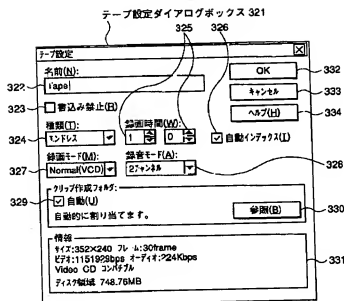 テープ設定ダイアログボックス 321
325
326
テープ設定
名前(N):
OK
332
322
Tape
キャンセル
333
323
書込み禁止(R)
ヘルプ(H)
334
種類(T):
録画時間(W):
324
エンドレス
1
0
自動インデックス(I)
録画モード(M):
録音モード(A):
327
Normal(VCD)
2チャンネル
328
クリップ作成フォルダ:
329
自動(U)
自動的に割り当てます。
参照(B)
330
情報
サイズ:352×240 フレーム:30frame
ビデオ:1151929bps オーディオ:224Kbps
Video CD コンパチブル
ディスク領域 748.76MB
331